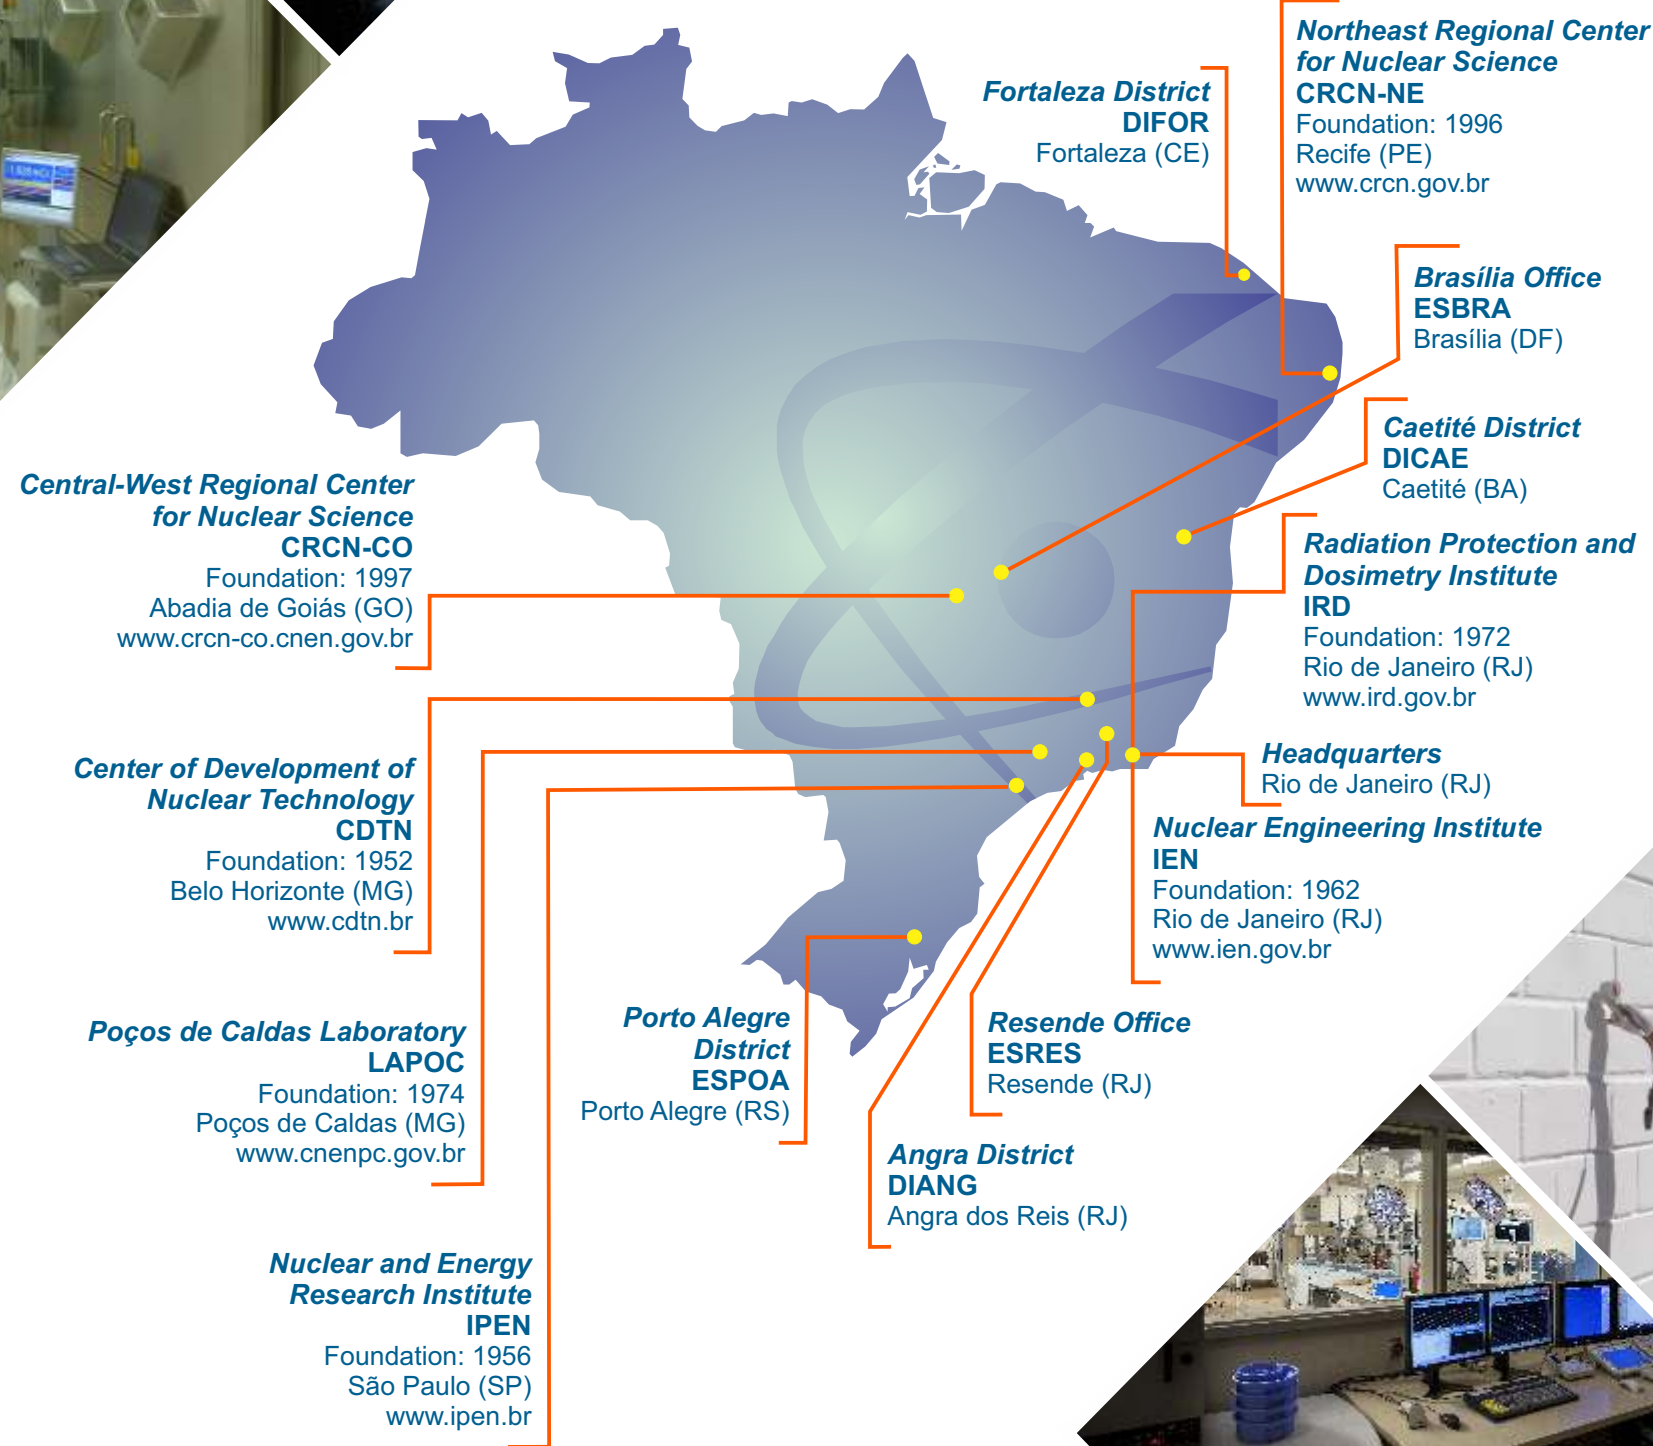 Northeast Regional Center
for Nuclear Science
CRCN-NE
Foundation: 1996
Recife (PE)
www.crcn.gov.br
Fortaleza District
DIFOR
Fortaleza (CE)
Brasília Office
ESBRA
Brasília (DF)
Caetité District
DICAE
Caetité (BA)
Central-West Regional Center
for Nuclear Science
CRCN-CO
Foundation: 1997
Abadia de Goiás (GO)
www.crcn-co.cnen.gov.br
Radiation Protection and
Dosimetry Institute
IRD
Foundation: 1972
Rio de Janeiro (RJ)
www.ird.gov.br
Headquarters
Rio de Janeiro (RJ)
Center of Development of
Nuclear Technology
CDTN
Foundation: 1952
Belo Horizonte (MG)
www.cdtn.br
Nuclear Engineering Institute
IEN
Foundation: 1962
Rio de Janeiro (RJ)
www.ien.gov.br
Poços de Caldas Laboratory
LAPOC
Foundation: 1974
Poços de Caldas (MG)
www.cnenpc.gov.br
Porto Alegre
District
ESPOA
Porto Alegre (RS)
Resende Office
ESRES
Resende (RJ)
Angra District
DIANG
Angra dos Reis (RJ)
Nuclear and Energy
Research Institute
IPEN
Foundation: 1956
São Paulo (SP)
www.ipen.br